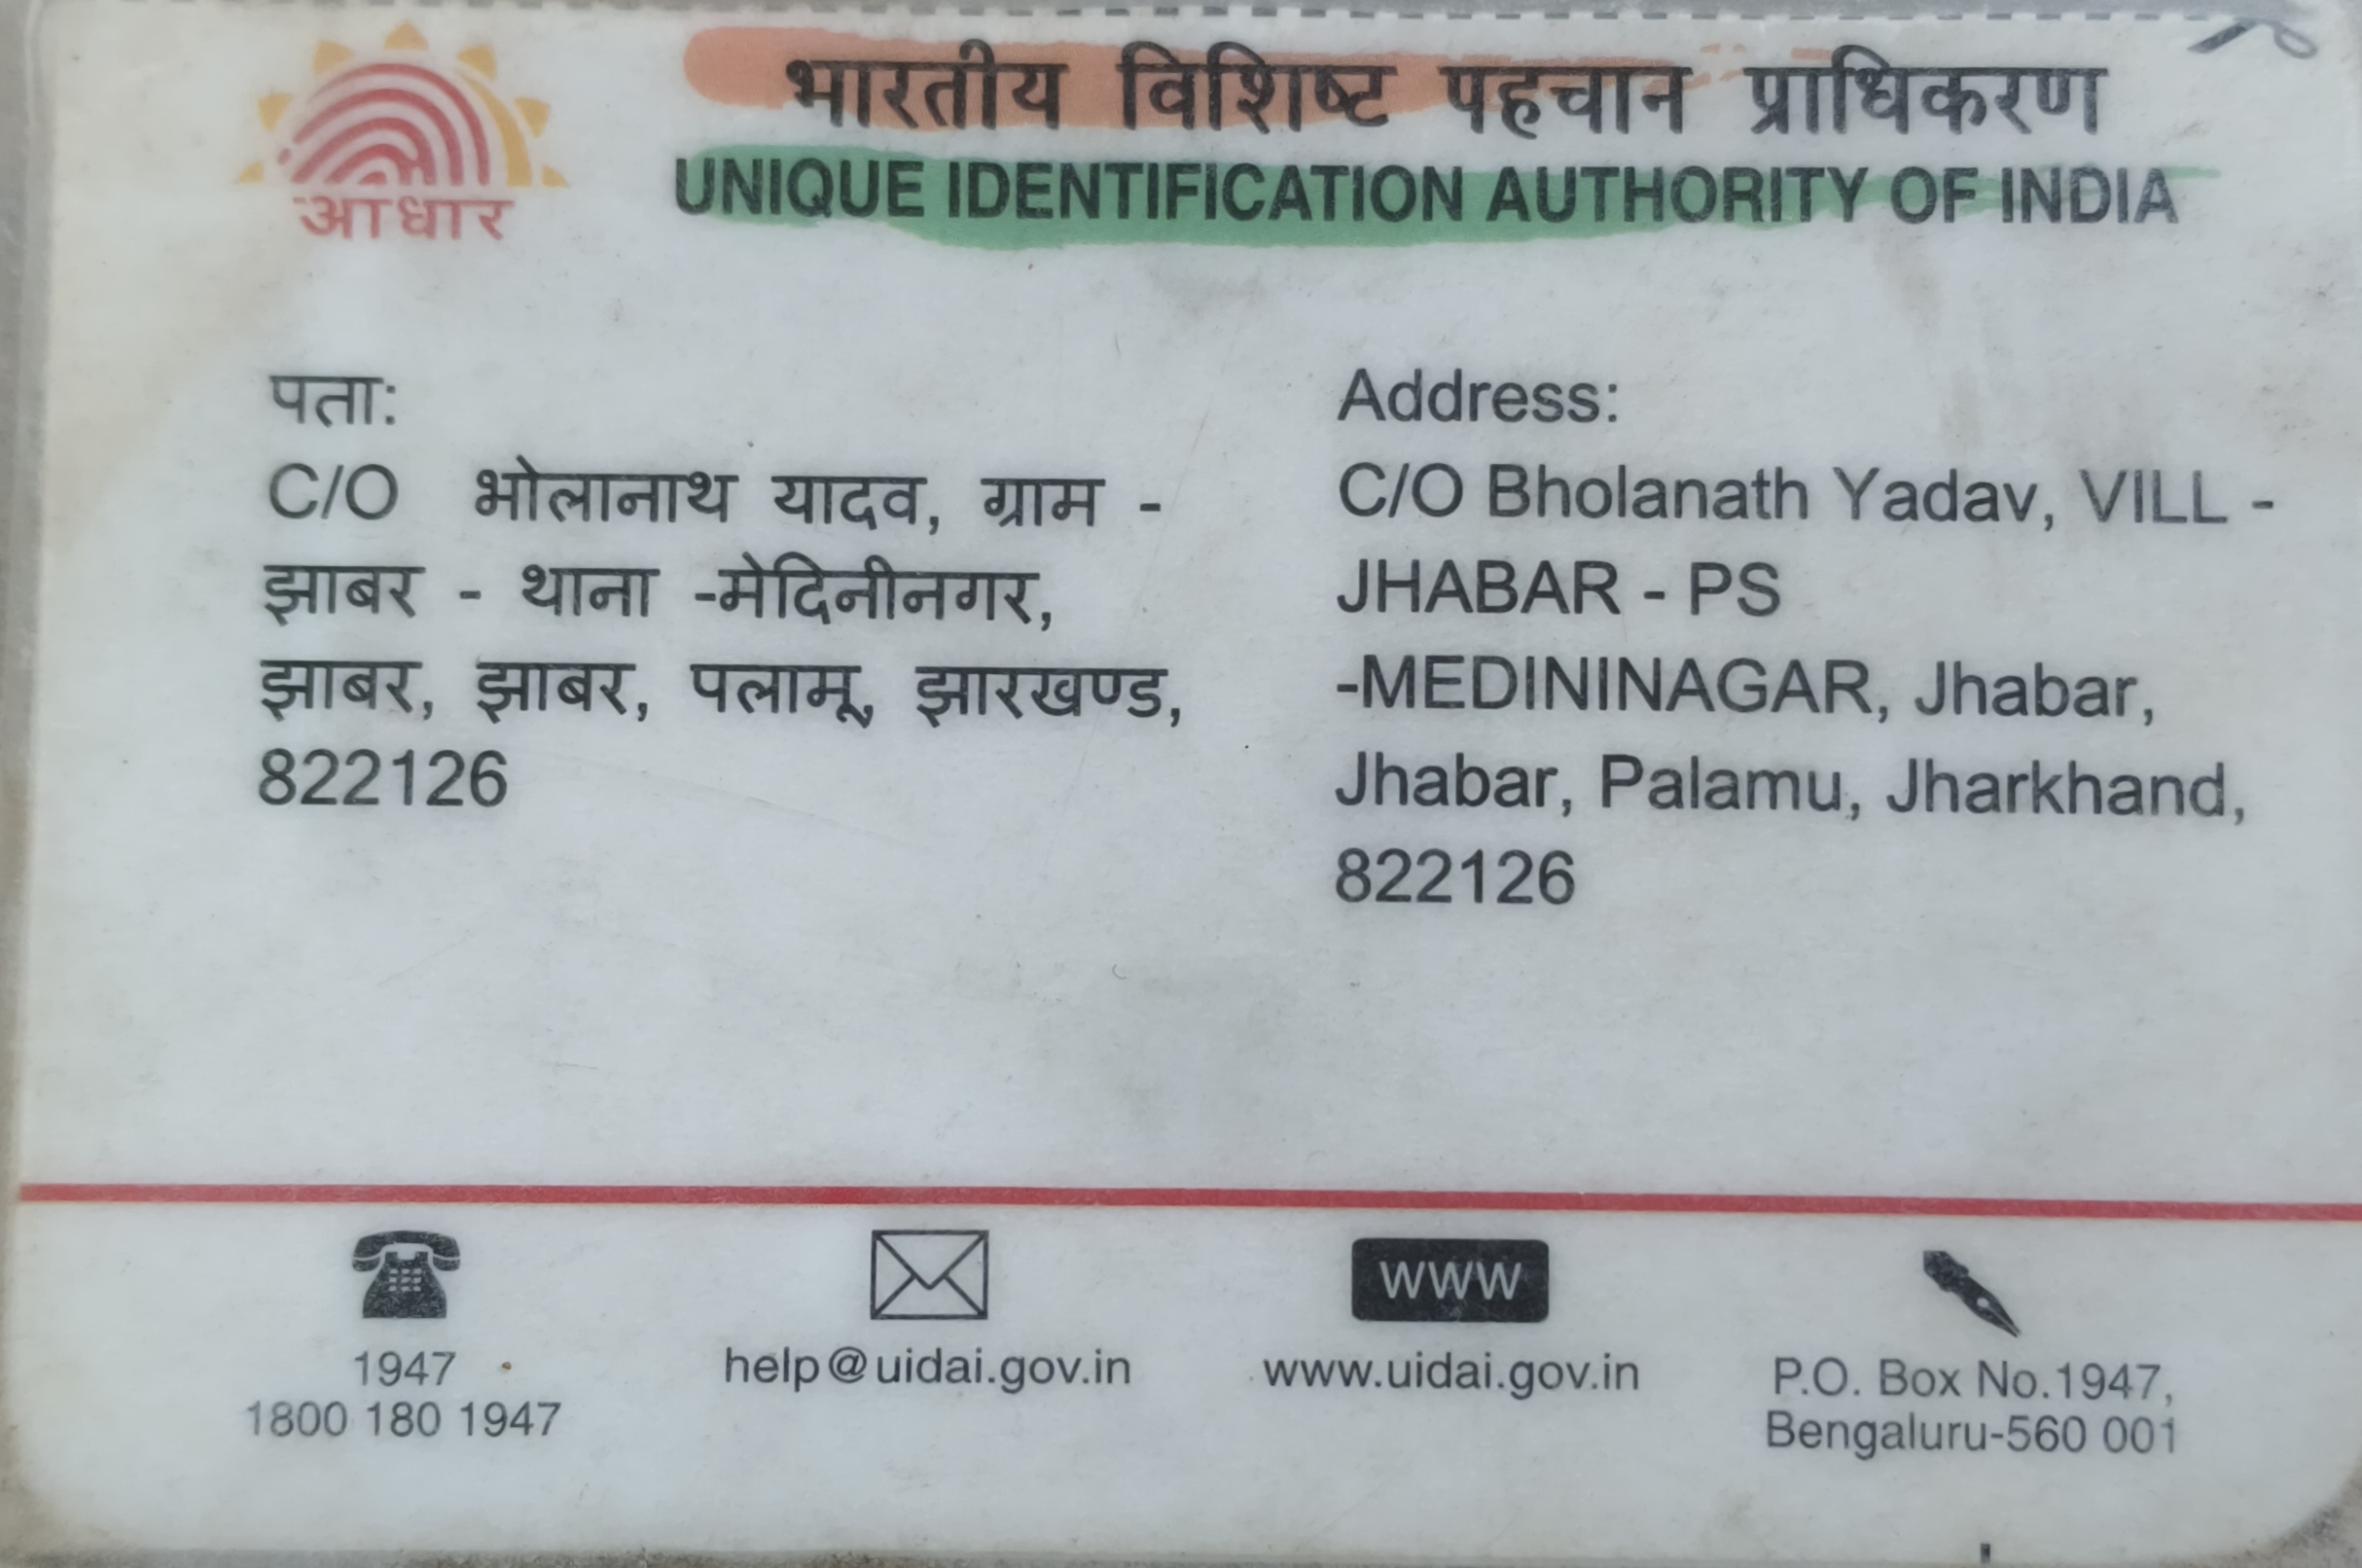 आधार
भारतीय विशिष्ट पहचान प्राधिकरण
UNIQUE IDENTIFICATION AUTHORITY OF INDIA
पता:
C/O भोलानाथ यादव, ग्राम -
झाबर - थाना -मेदिनीनगर,
झाबर, झाबर, पलामू, झारखण्ड,
822126
Address:
C/O Bholanath Yadav, VILL -
JHABAR - PS
-MEDININAGAR, Jhabar,
Jhabar, Palamu, Jharkhand,
822126
1947
1800 180 1947
help@uidai.gov.in
www
www.uidai.gov.in
P.O. Box No.1947,
Bengaluru-560 001